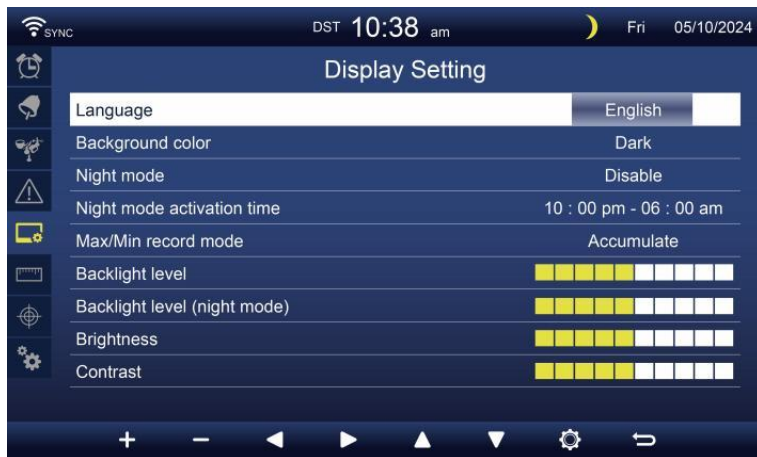 SYNC DST 10:38 am Fri 05/10/2024
Display Setting
Language English
Background color Dark
Night mode Disable
Night mode activation time 10 : 00 pm - 06 : 00 am
Max/Min record mode Accumulate
Backlight level
Backlight level (night mode)
Brightness
Contrast